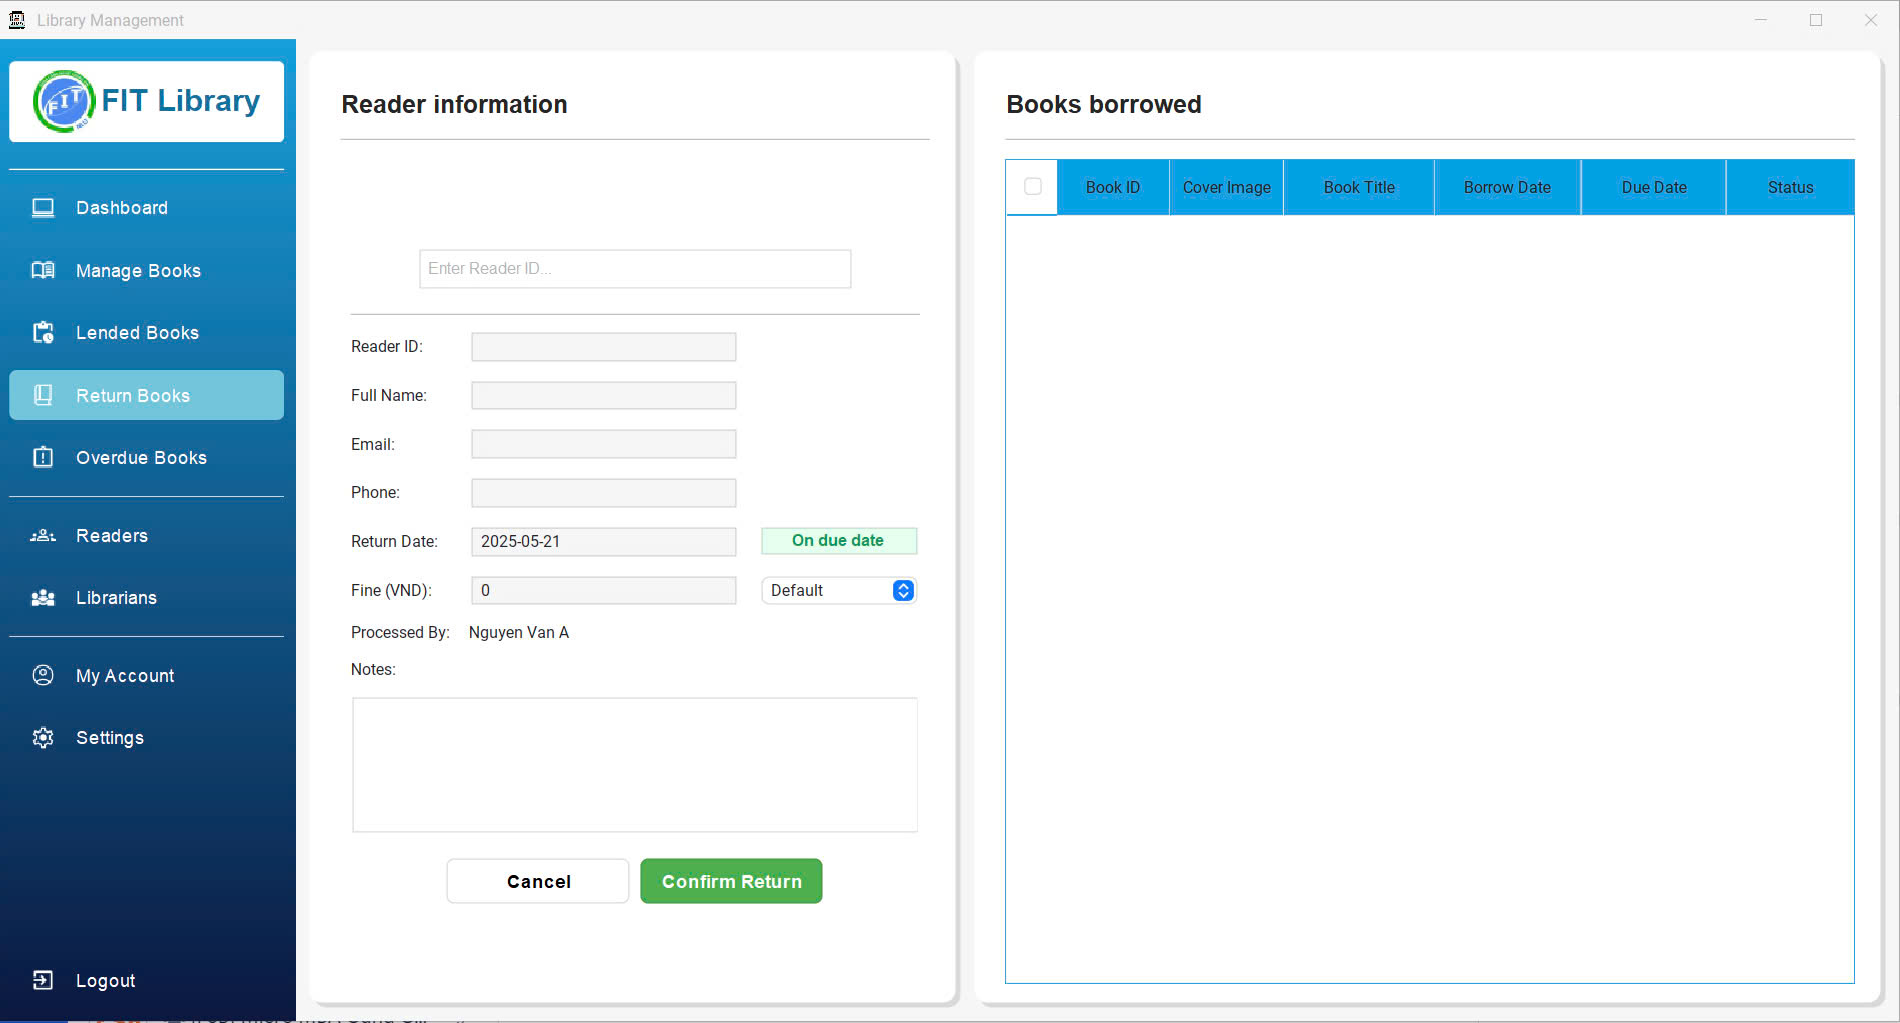 Library Management
FIT
FIT Library
Dashboard
Manage Books
Lended Books
Return Books
Overdue Books
Readers
Librarians
My Account
Settings
Logout
Reader information
Enter Reader ID...
Reader ID:
Full Name:
Email:
Phone:
Return Date: 2025-05-21 On due date
Fine (VND): 0 Default
Processed By: Nguyen Van A
Notes:
Cancel Confirm Return
Books borrowed
Book ID Cover Image Book Title Borrow Date Due Date Status